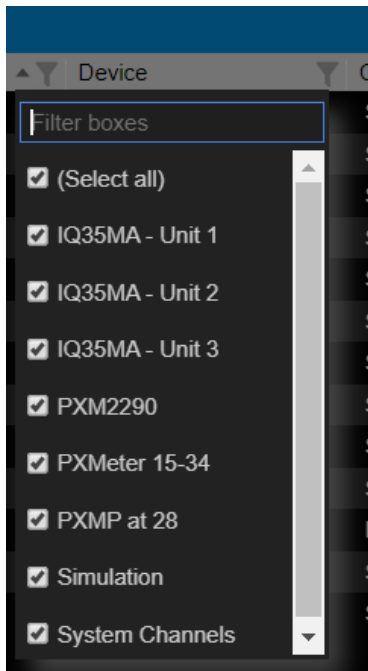 Device
Filter boxes
(Select all)
IQ35MA - Unit 1
IQ35MA - Unit 2
IQ35MA - Unit 3
PXM2290
PXMeter 15-34
PXMP at 28
Simulation
System Channels